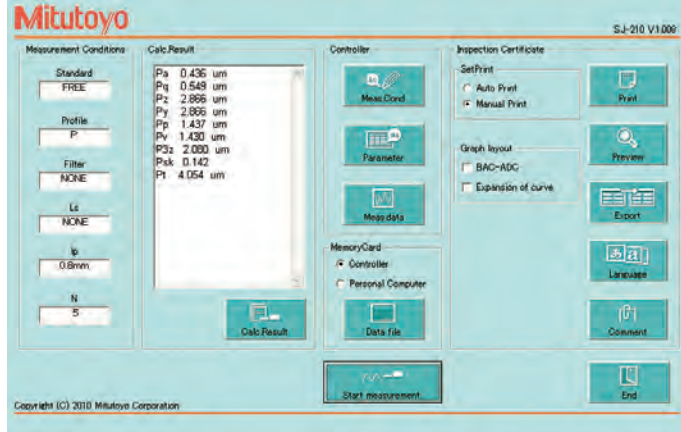 Mitutoyo
SJ-210 V1.009
Measurement Conditions
Standard
FREE
Profile
P
Filter
NONE
Ls
NONE
lp
0.8mm
N
5
Calc.Result
Pa 0.436 um
Pq 0.549 um
Pz 2.866 um
Py 2.866 um
Pp 1.437 um
Pv 1.430 um
P3z 2.080 um
Psk 0.142
Pt 4.054 um
Calc.Result
Controller
Meas.Cond
Parameter
Meas.data
MemoryCard
Controller
Personal Computer
Data file
Start measurement..
Inspection Certificate
SetPrint
Auto Print
Manual Print
Graph layout
BAC-ADC
Expansion of curve
Print
Preview
Export
Language
Comment
End
Copyright (C) 2010 Mitutoyo Corporation